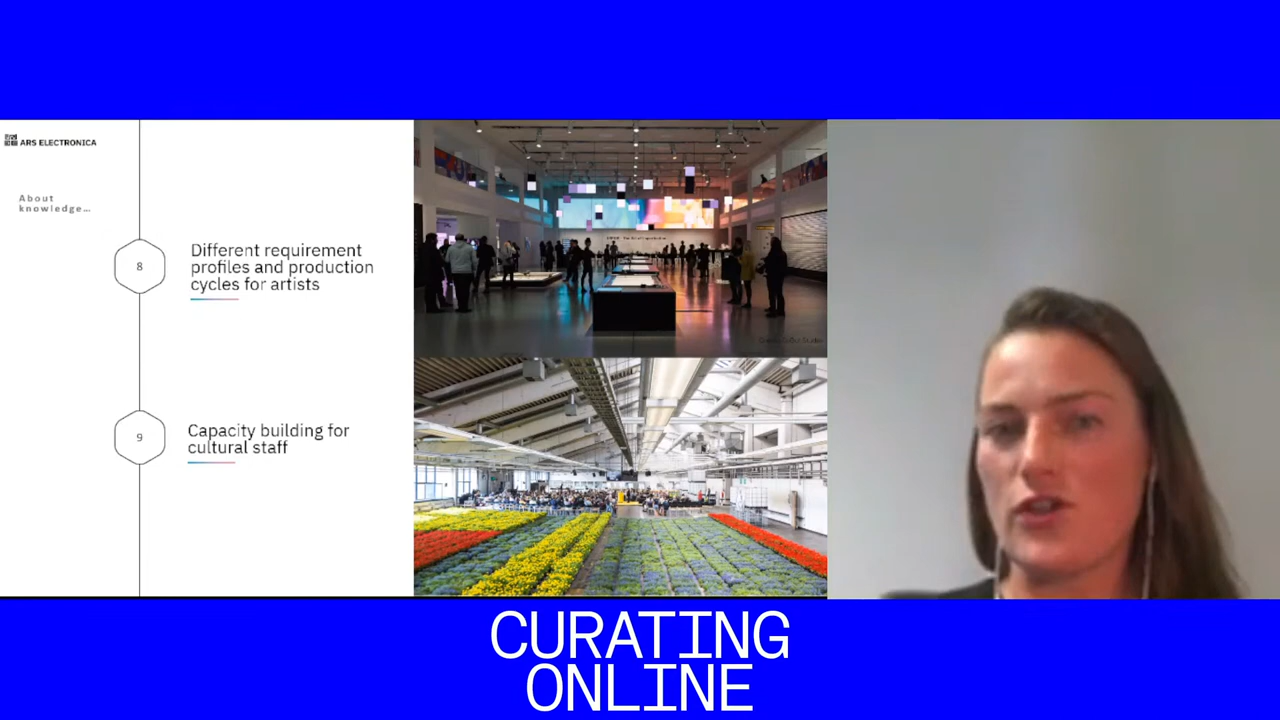 ARS ELECTRONICA
About
knowledge…
8
Different requirement
profiles and production
cycles for artists
9
Capacity building for
cultural staff
CURATING
ONLINE